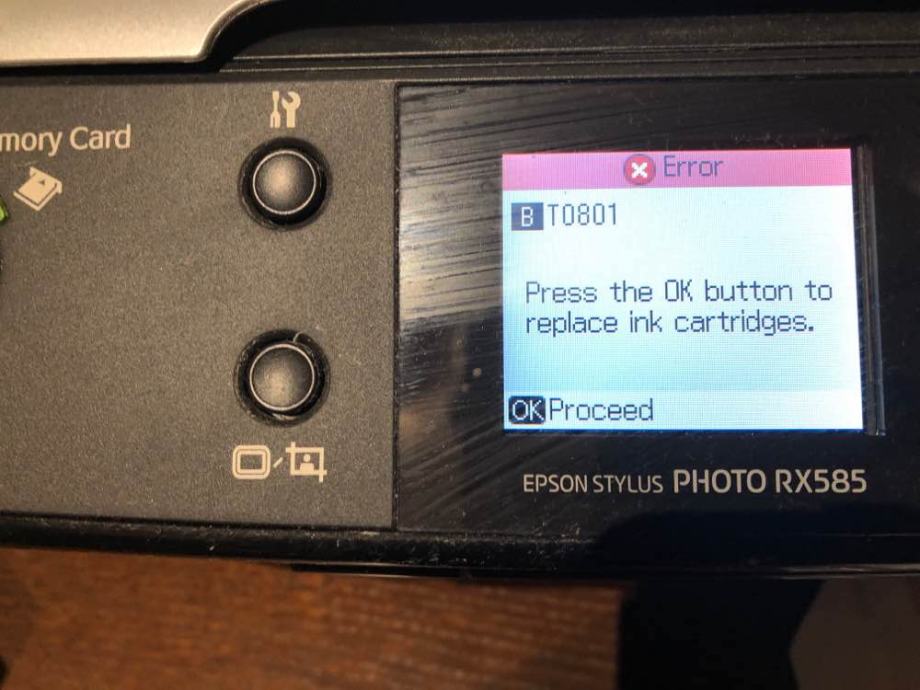 mory Card
Error
B T0801
Press the OK button to
replace ink cartridges.
OK Proceed
EPSON STYLUS PHOTO RX585